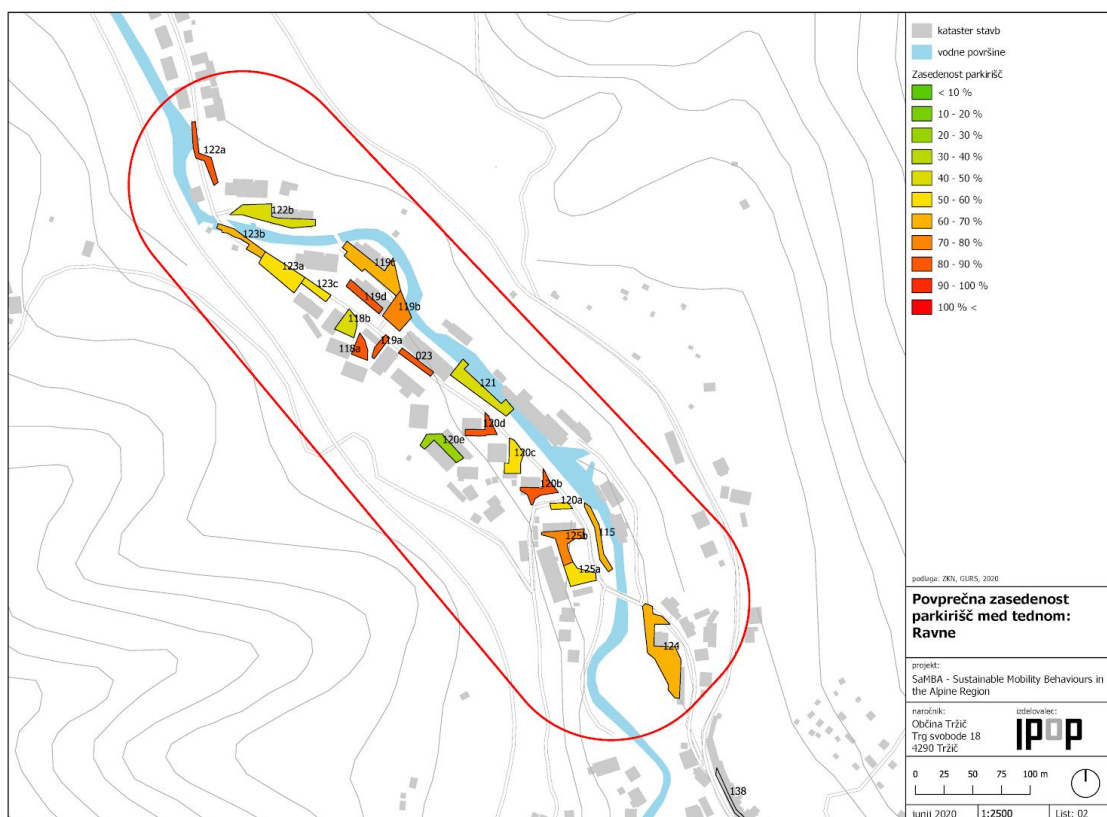 122a
122b
123b
123a
123c
119c
119d
119b
118b
118a
119a
023
121
120d
120e
120c
120b
120a
115
125b
125a
124
138
kataster stavb
vodne površine
Zasedenost parkirišč
< 10 %
10 - 20 %
20 - 30 %
30 - 40 %
40 - 50 %
50 - 60 %
60 - 70 %
70 - 80 %
80 - 90 %
90 - 100 %
100 % <
podlaga: ZKN, GURS, 2020
Povprečna zasedenost
parkirišč med tednom:
Ravne
projekt:
SaMBA - Sustainable Mobility Behaviours in
the Alpine Region
naročnik:
Občina Tržič
Trg svobode 18
4290 Tržič
izdelovalec:
IPOP
0 25 50 75 100 m
junij 2020
1:2500
List: 02